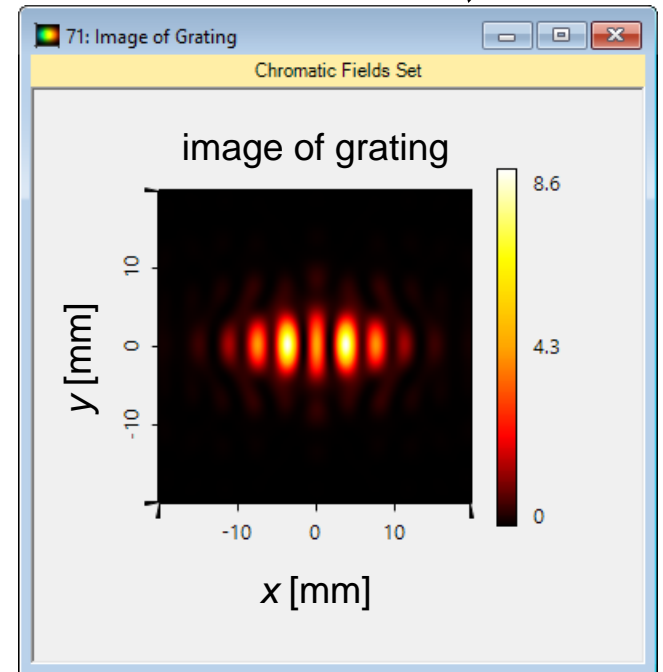 71: Image of Grating
Chromatic Fields Set
image of grating
8.6
4.3
0
y [mm]
10
0
-10
-10 0 10
x [mm]